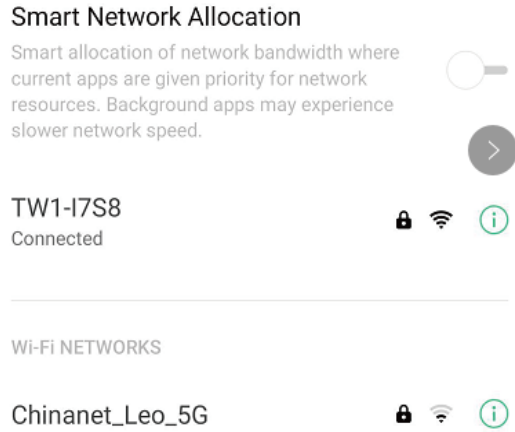 Smart Network Allocation
Smart allocation of network bandwidth where
current apps are given priority for network
resources. Background apps may experience
slower network speed.
TW1-I7S8
Connected
Wi-Fi NETWORKS
Chinanet_Leo_5G